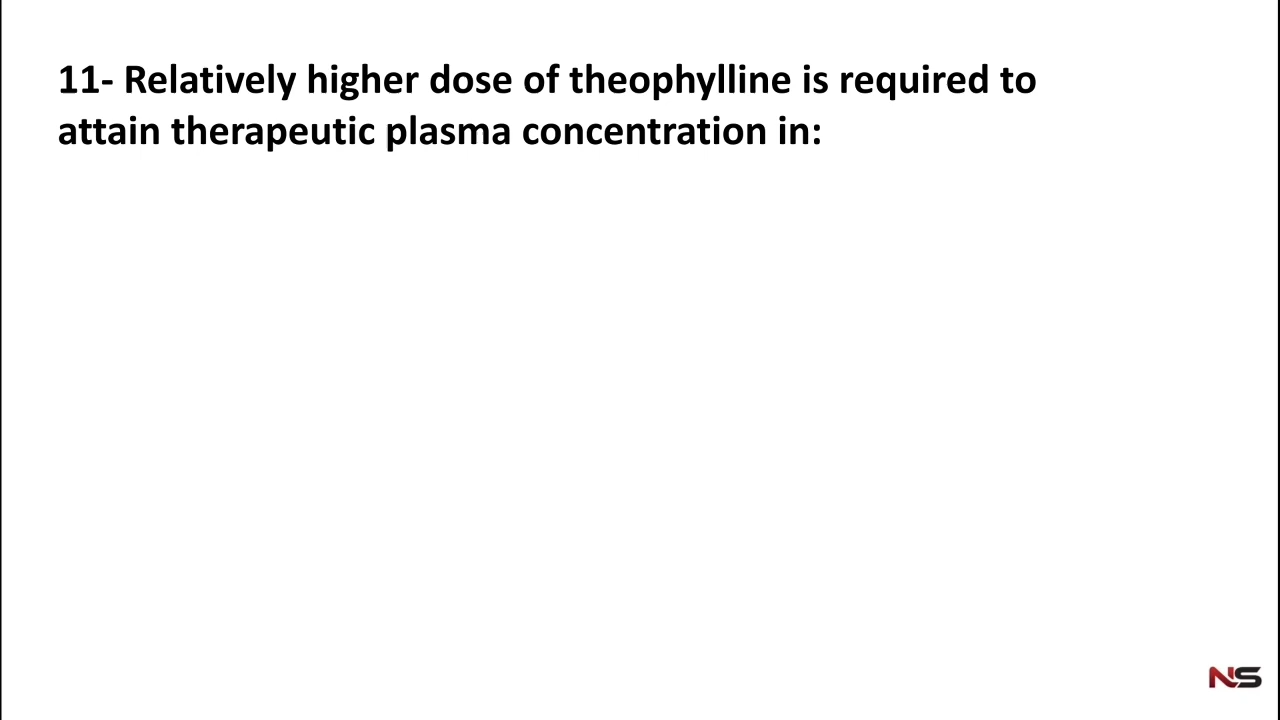 11- Relatively higher dose of theophylline is required to
attain therapeutic plasma concentration in:
NS